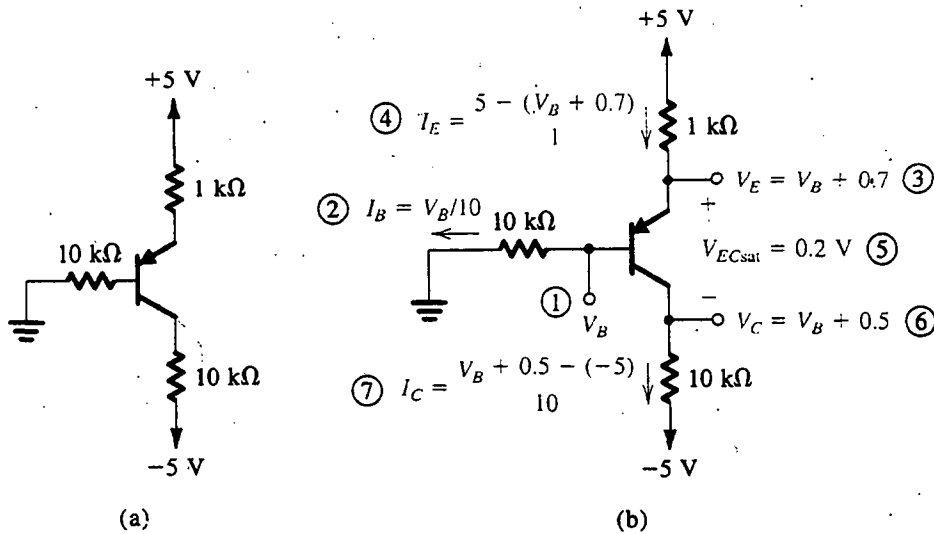 +5 V
1 kΩ
10 kΩ
10 kΩ
−5 V
(a)
+5 V
④ I_E = 5 − (V_B + 0.7) / 1
1 kΩ
V_E = V_B + 0.7 ③
+
② I_B = V_B/10
10 kΩ
V_ECsat = 0.2 V ⑤
①
V_B
−
V_C = V_B + 0.5 ⑥
⑦ I_C = V_B + 0.5 − (−5) / 10
10 kΩ
−5 V
(b)